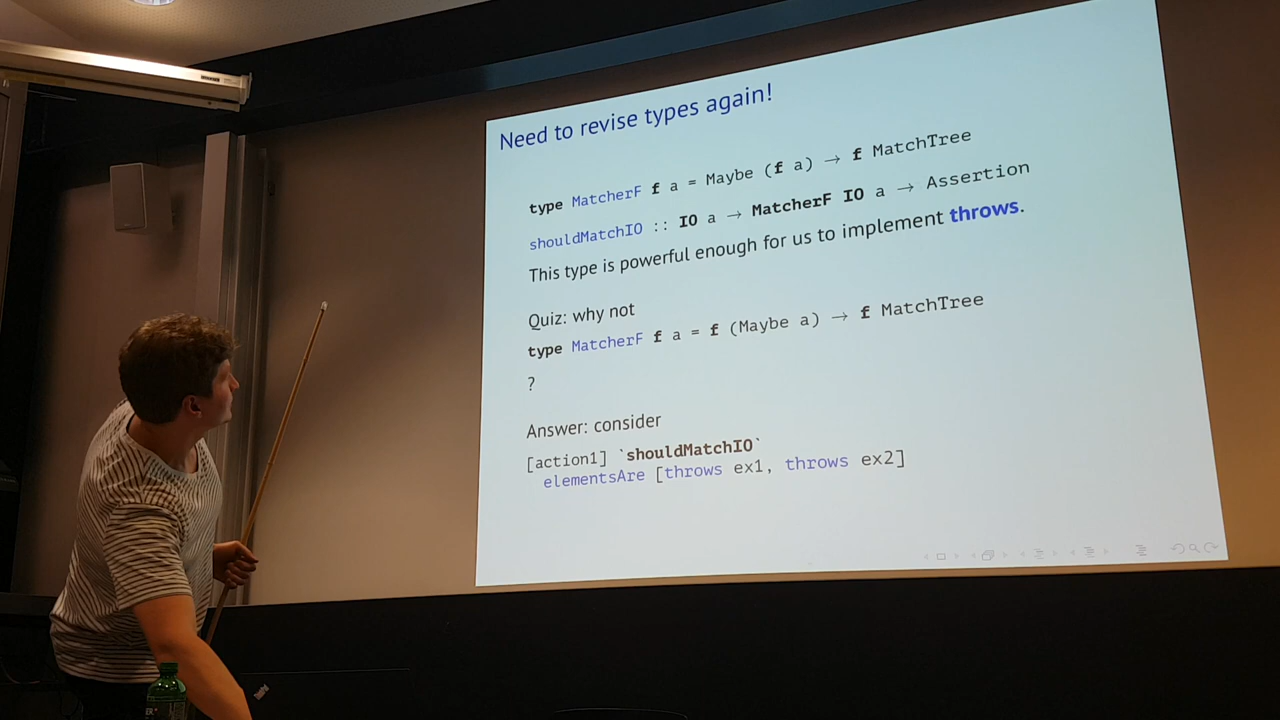 Need to revise types again!
type MatcherF f a = Maybe (f a) → f MatchTree
shouldMatchIO :: IO a → MatcherF IO a → Assertion
This type is powerful enough for us to implement throws.
Quiz: why not
type MatcherF f a = f (Maybe a) → f MatchTree
?
Answer: consider
[action1] `shouldMatchIO`
elementsAre [throws ex1, throws ex2]